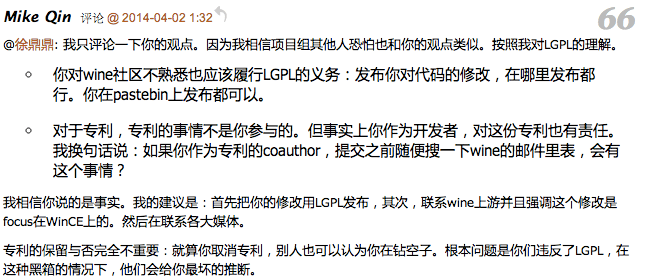 Mike Qin 评论 @ 2014-04-02 1:32
66
@徐鼎鼎: 我只评论一下你的观点。因为我相信项目组其他人恐怕也和你的观点类似。按照我对LGPL的理解。
你对wine社区不熟悉也应该履行LGPL的义务：发布你对代码的修改，在哪里发布都
行。你在pastebin上发布都可以。
对于专利，专利的事情不是你参与的。但事实上你作为开发者，对这份专利也有责任。
我换句话说：如果你作为专利的coauthor，提交之前随便搜一下wine的邮件里表，会有
这个事情？
我相信你说的是事实。我的建议是：首先把你的修改用LGPL发布，其次，联系wine上游并且强调这个修改是
focus在WinCE上的。然后在联系各大媒体。
专利的保留与否完全不重要：就算你取消专利，别人也可以认为你在钻空子。根本问题是你们违反了LGPL，在
这种黑箱的情况下，他们会给你最坏的推断。